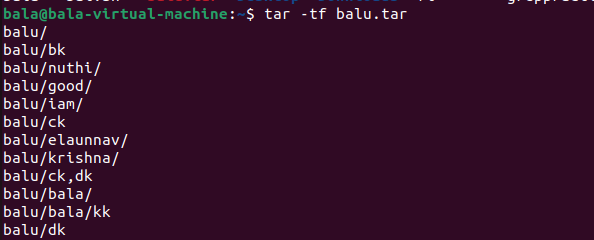 bala@bala-virtual-machine:~$ tar -tf balu.tar
balu/
balu/bk
balu/nuthi/
balu/good/
balu/iam/
balu/ck
balu/elaunnav/
balu/krishna/
balu/ck,dk
balu/bala/
balu/bala/kk
balu/dk